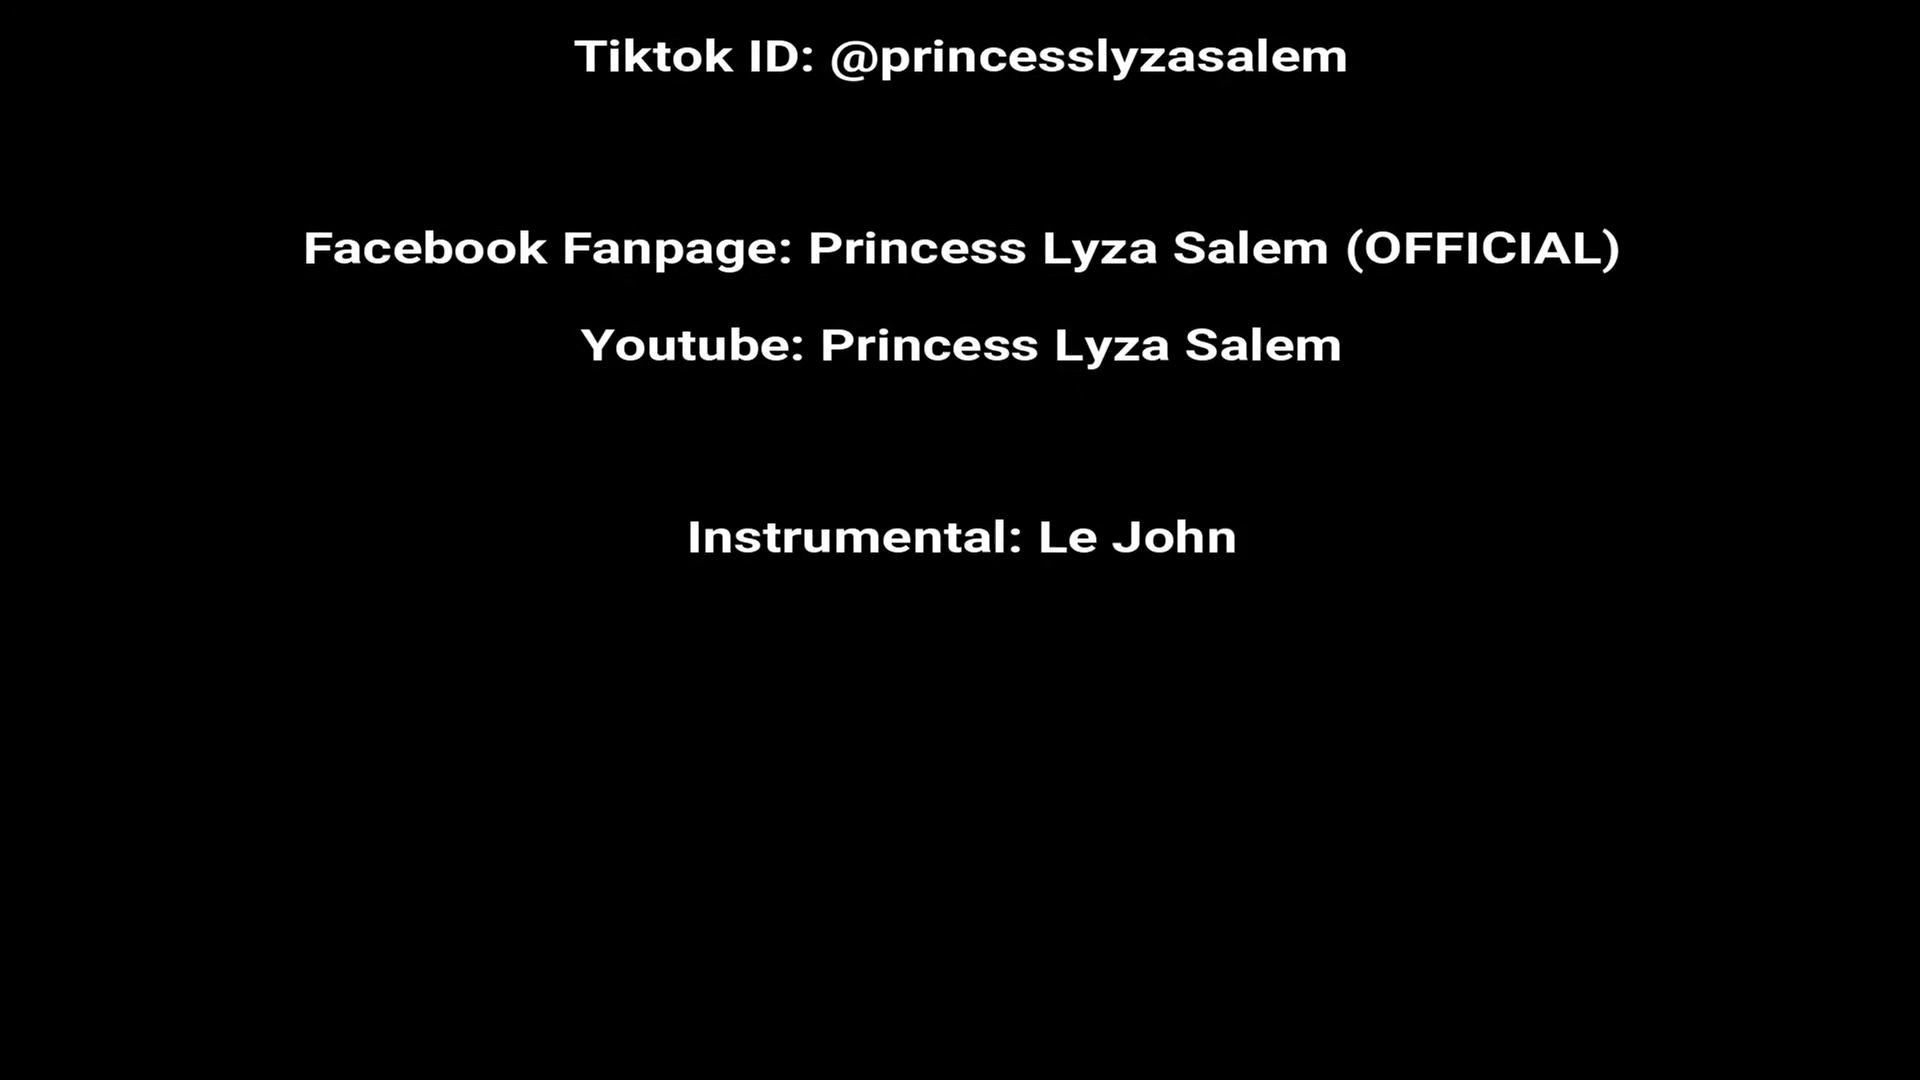 Tiktok ID: @princesslyzasalem
Facebook Fanpage: Princess Lyza Salem (OFFICIAL)
Youtube: Princess Lyza Salem
Instrumental: Le John